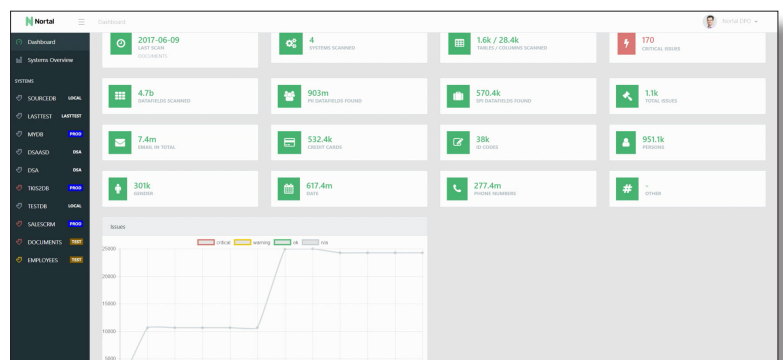 Nortal
Dashboard
Nortal DPO
Dashboard
Systems Overview
SYSTEMS
SOURCEDB LOCAL
LASTTEST LASTTEST
MYDB PROD
DSAASD DSA
DSA DSA
TKIS2DB PROD
TESTDB LOCAL
SALESCRM PROD
DOCUMENTS TEST
EMPLOYEES TEST
2017-06-09
LAST SCAN
DOCUMENTS
4
SYSTEMS SCANNED
1.6k / 28.4k
TABLES / COLUMNS SCANNED
170
CRITICAL ISSUES
4.7b
DATAFIELDS SCANNED
903m
PII DATAFIELDS FOUND
570.4k
SPI DATAFIELDS FOUND
1.1k
TOTAL ISSUES
7.4m
EMAIL IN TOTAL
532.4k
CREDIT CARDS
38k
ID CODES
951.1k
PERSONS
301k
GENDER
617.4m
DATE
277.4m
PHONE NUMBERS
#
-
OTHER
Issues
critical warning ok n/a
25000
20000
15000
10000
5000